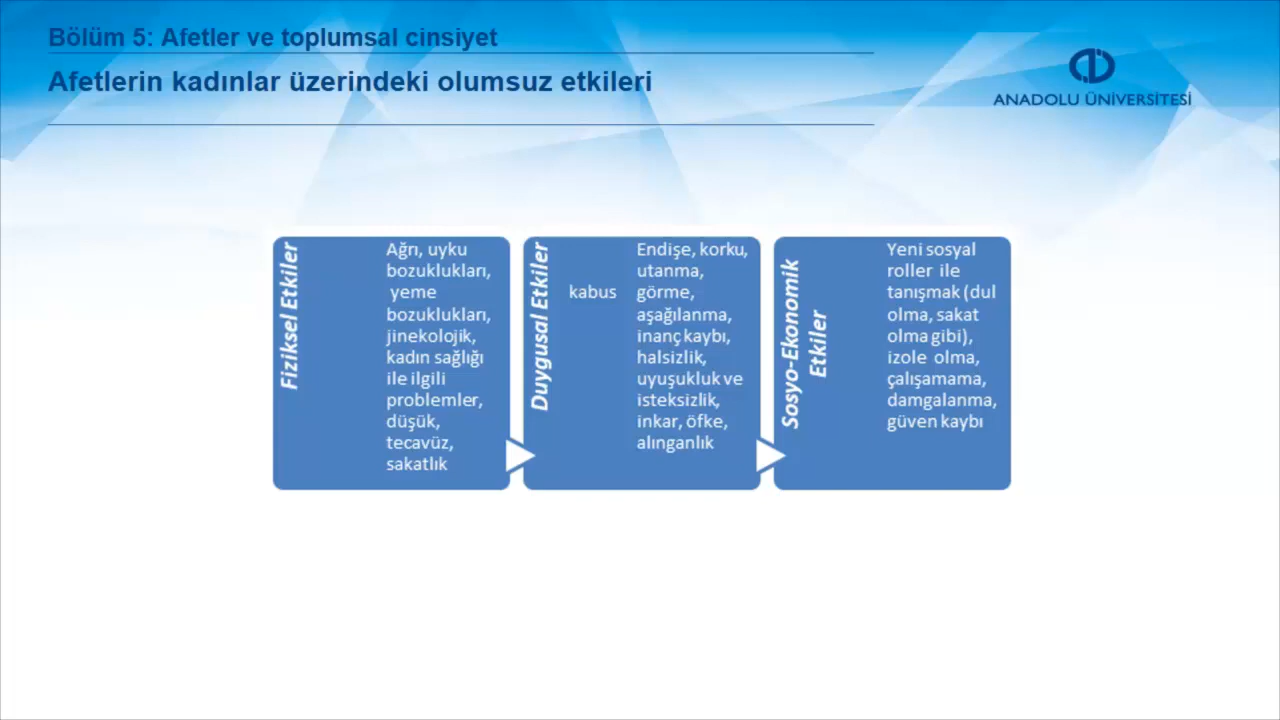 Bölüm 5: Afetler ve toplumsal cinsiyet
Afetlerin kadınlar üzerindeki olumsuz etkileri
ANADOLU ÜNİVERSİTESİ
Fiziksel Etkiler
Ağrı, uyku
bozuklukları,
yeme
bozuklukları,
jinekolojik,
kadın sağlığı
ile ilgili
problemler,
düşük,
tecavüz,
sakatlık
Duygusal Etkiler
Endişe, korku,
utanma,
kabus görme,
aşağılanma,
inanç kaybı,
halsizlik,
uyuşukluk ve
isteksizlik,
inkar, öfke,
alınganlık
Sosyo-Ekonomik
Etkiler
Yeni sosyal
roller ile
tanışmak (dul
olma, sakat
olma gibi),
izole olma,
çalışamama,
damgalanma,
güven kaybı